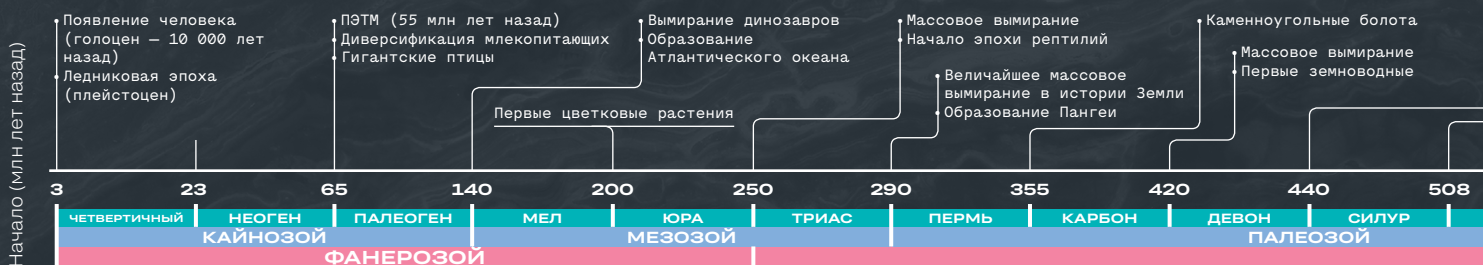 Появление человека
(голоцен — 10 000 лет
назад)
Ледниковая эпоха
(плейстоцен)
ПЭТМ (55 млн лет назад)
Диверсификация млекопитающих
Гигантские птицы
Вымирание динозавров
Образование
Атлантического океана
Первые цветковые растения
Массовое вымирание
Начало эпохи рептилий
Величайшее массовое
вымирание в истории Земли
Образование Пангеи
Каменноугольные болота
Массовое вымирание
Первые земноводные
Начало (млн лет назад)
3 23 65 140 200 250 290 355 420 440 508
ЧЕТВЕРТИЧНЫЙ НЕОГЕН ПАЛЕОГЕН МЕЛ ЮРА ТРИАС ПЕРМЬ КАРБОН ДЕВОН СИЛУР
КАЙНОЗОЙ МЕЗОЗОЙ ПАЛЕОЗОЙ
ФАНЕРОЗОЙ